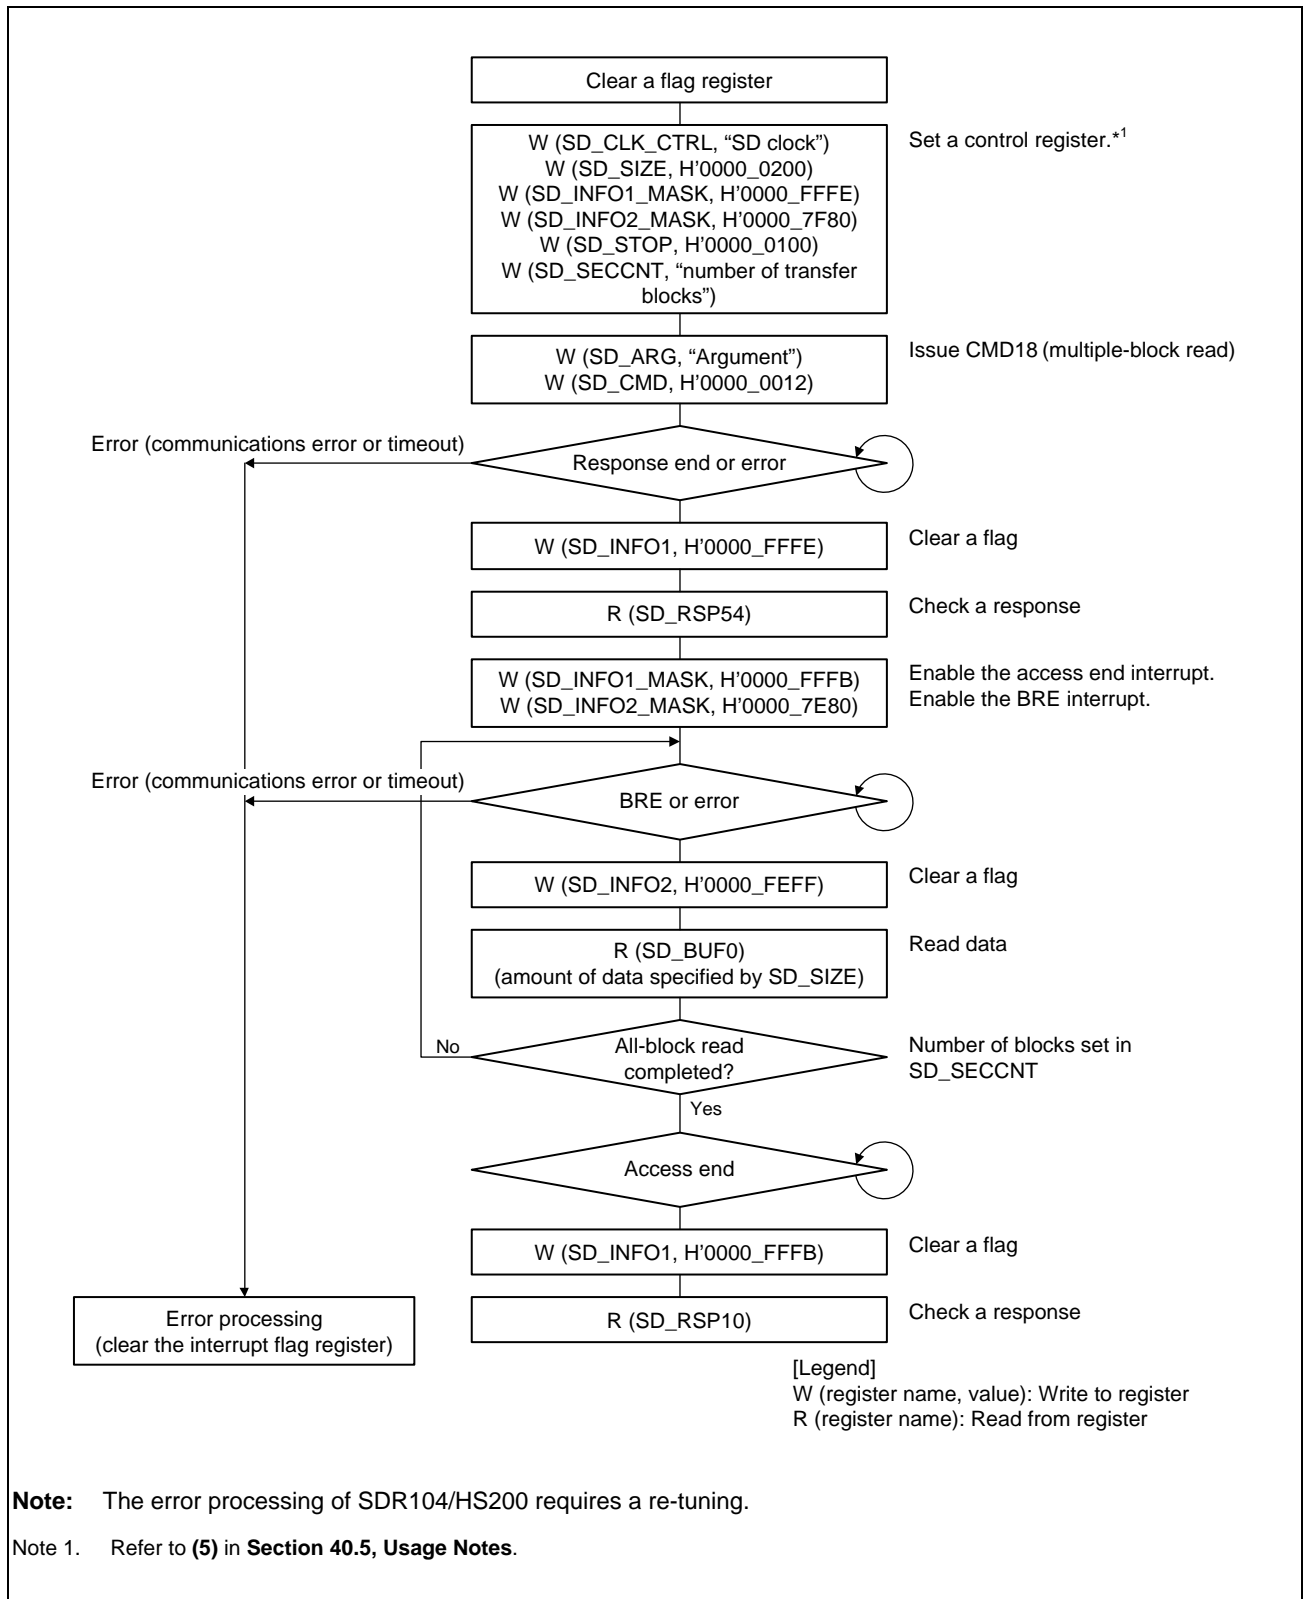 Clear a flag register
W (SD_CLK_CTRL, “SD clock”)
W (SD_SIZE, H’0000_0200)
W (SD_INFO1_MASK, H’0000_FFFE)
W (SD_INFO2_MASK, H’0000_7F80)
W (SD_STOP, H’0000_0100)
W (SD_SECCNT, “number of transfer
blocks”)
Set a control register.*1
W (SD_ARG, “Argument”)
W (SD_CMD, H’0000_0012)
Issue CMD18 (multiple-block read)
Error (communications error or timeout)
Response end or error
W (SD_INFO1, H’0000_FFFE)
Clear a flag
R (SD_RSP54)
Check a response
W (SD_INFO1_MASK, H’0000_FFFB)
W (SD_INFO2_MASK, H’0000_7E80)
Enable the access end interrupt.
Enable the BRE interrupt.
Error (communications error or timeout)
BRE or error
W (SD_INFO2, H’0000_FEFF)
Clear a flag
R (SD_BUF0)
(amount of data specified by SD_SIZE)
Read data
No
All-block read
completed?
Number of blocks set in
SD_SECCNT
Yes
Access end
W (SD_INFO1, H’0000_FFFB)
Clear a flag
Error processing
(clear the interrupt flag register)
R (SD_RSP10)
Check a response
[Legend]
W (register name, value): Write to register
R (register name): Read from register
Note: The error processing of SDR104/HS200 requires a re-tuning.
Note 1. Refer to (5) in Section 40.5, Usage Notes.